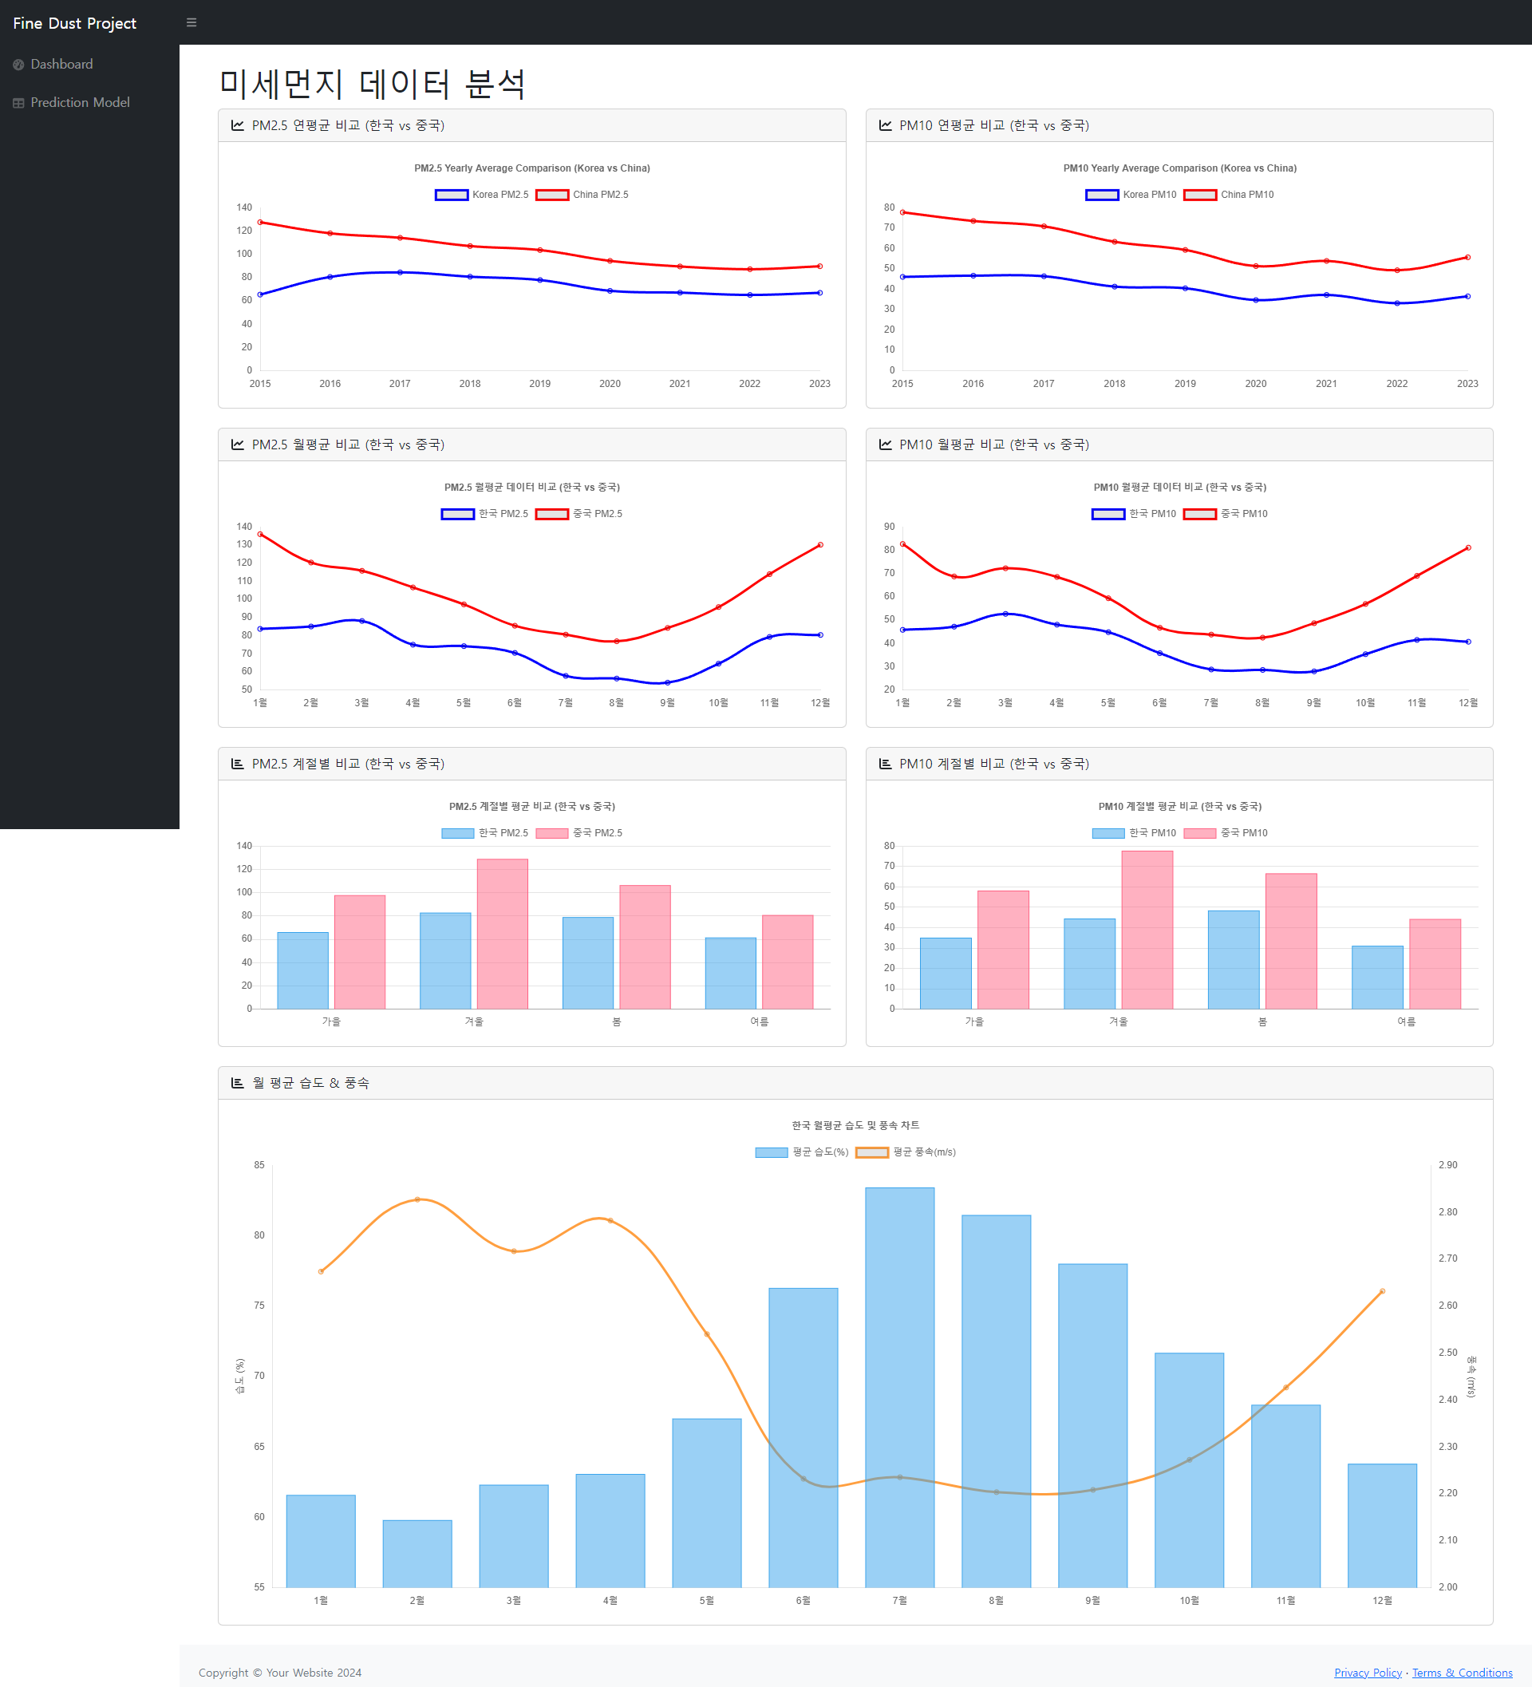 Fine Dust Project
Dashboard
Prediction Model
미세먼지 데이터 분석
PM2.5 연평균 비교 (한국 vs 중국)
PM2.5 Yearly Average Comparison (Korea vs China)
Korea PM2.5 China PM2.5
140
120
100
80
60
40
20
0
2015 2016 2017 2018 2019 2020 2021 2022 2023
PM10 연평균 비교 (한국 vs 중국)
PM10 Yearly Average Comparison (Korea vs China)
Korea PM10 China PM10
80
70
60
50
40
30
20
10
0
2015 2016 2017 2018 2019 2020 2021 2022 2023
PM2.5 월평균 비교 (한국 vs 중국)
PM2.5 월평균 데이터 비교 (한국 vs 중국)
한국 PM2.5 중국 PM2.5
140
130
120
110
100
90
80
70
60
50
1월 2월 3월 4월 5월 6월 7월 8월 9월 10월 11월 12월
PM10 월평균 비교 (한국 vs 중국)
PM10 월평균 데이터 비교 (한국 vs 중국)
한국 PM10 중국 PM10
90
80
70
60
50
40
30
20
1월 2월 3월 4월 5월 6월 7월 8월 9월 10월 11월 12월
PM2.5 계절별 비교 (한국 vs 중국)
PM2.5 계절별 평균 비교 (한국 vs 중국)
한국 PM2.5 중국 PM2.5
140
120
100
80
60
40
20
0
가을 겨울 봄 여름
PM10 계절별 비교 (한국 vs 중국)
PM10 계절별 평균 비교 (한국 vs 중국)
한국 PM10 중국 PM10
80
70
60
50
40
30
20
10
0
가을 겨울 봄 여름
월 평균 습도 & 풍속
한국 월평균 습도 및 풍속 차트
평균 습도(%) 평균 풍속(m/s)
85
80
75
70
65
60
55
습도 (%)
2.90
2.80
2.70
2.60
2.50
2.40
2.30
2.20
2.10
2.00
풍속 (m/s)
1월 2월 3월 4월 5월 6월 7월 8월 9월 10월 11월 12월
Copyright © Your Website 2024
Privacy Policy · Terms & Conditions